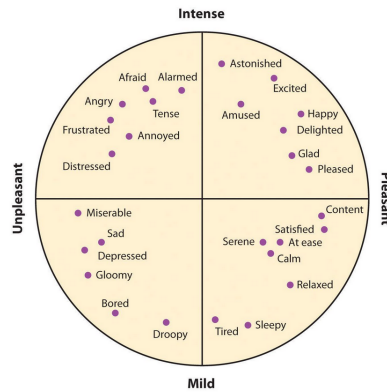 Intense
Astonished
Afraid Alarmed
Excited
Angry
Tense
Amused
Happy
Frustrated
Annoyed
Delighted
Distressed
Glad
Pleased
Unpleasant
Pleasant
Miserable
Content
Sad
Satisfied
Serene
At ease
Depressed
Calm
Gloomy
Relaxed
Bored
Droopy
Tired
Sleepy
Mild